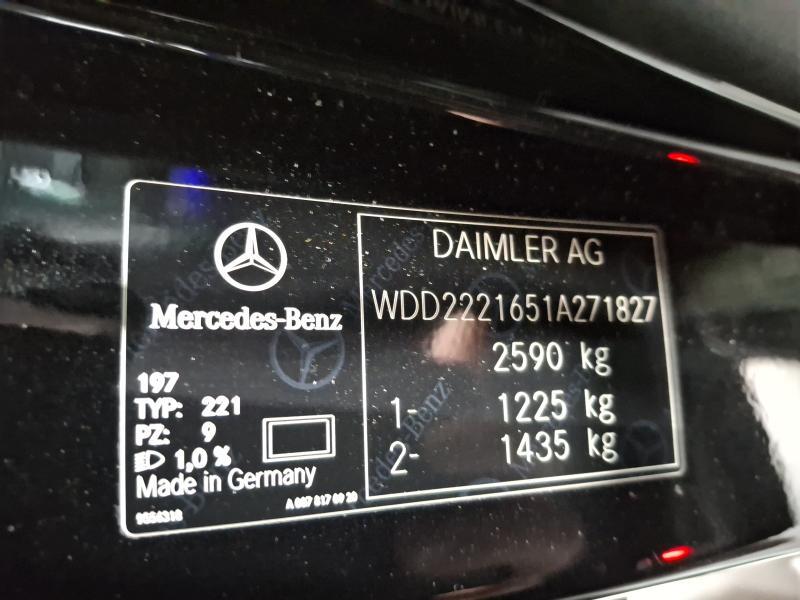 Mercedes-Benz
197
TYP: 221
PZ: 9
1,0 %
Made in Germany
DAIMLER AG
WDD2221651A271827
2590 kg
1- 1225 kg
2- 1435 kg